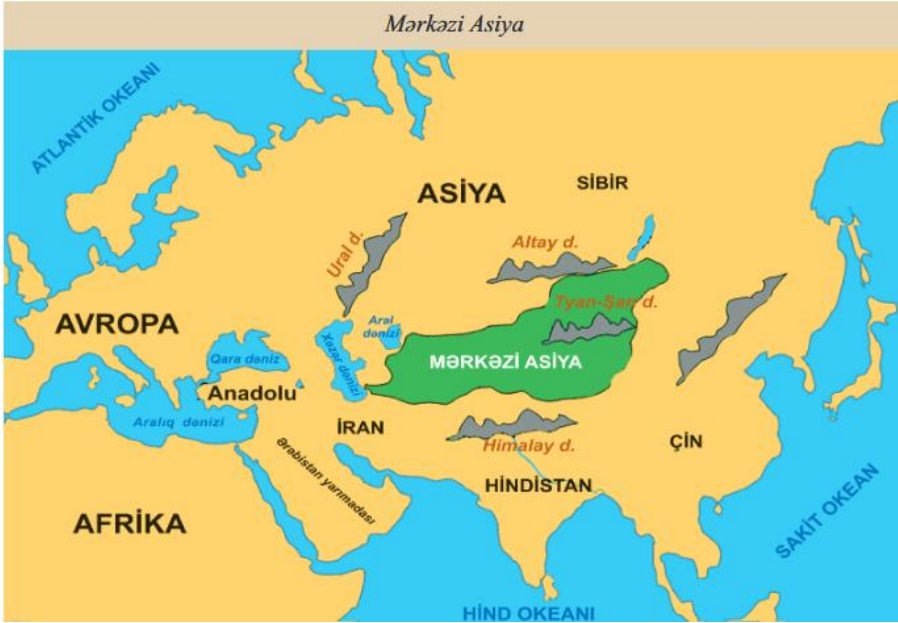 Mərkəzi Asiya
ATLANTİK OKEANI
SİBİR
ASİYA
Ural d.
Altay d.
Tyan-Şan d.
AVROPA
Aral
dənizi
Xəzər dənizi
Qara dəniz
MƏRKƏZİ ASİYA
Anadolu
Aralıq dənizi
İRAN
Himalay d.
ÇİN
Ərəbistan yarımadası
HİNDİSTAN
AFRİKA
SAKİT OKEAN
HİND OKEANI